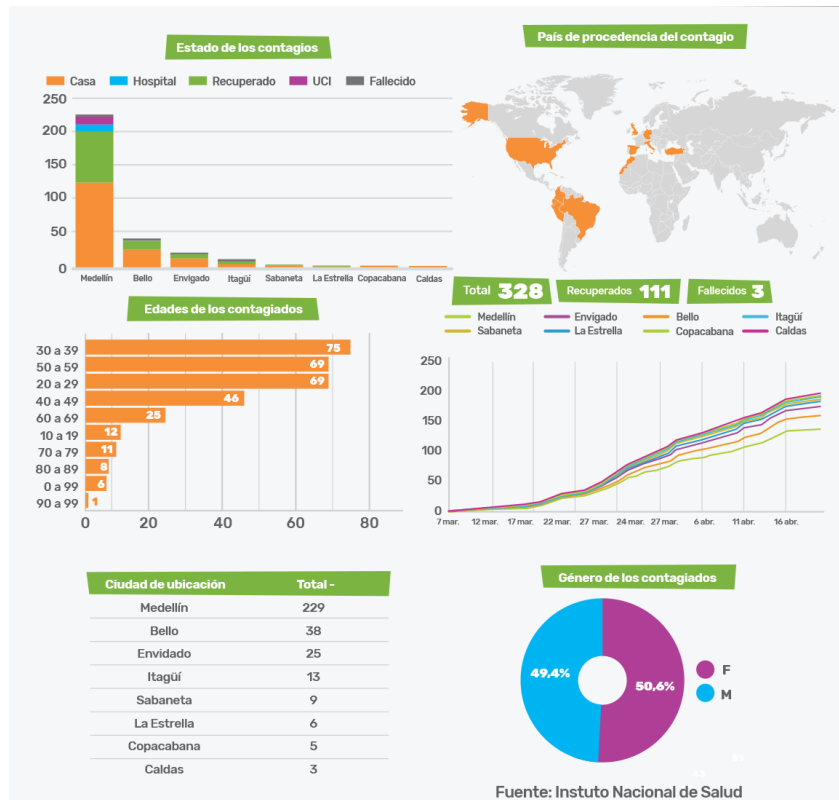 Estado de los contagios
Casa Hospital Recuperado UCI Fallecido
250
200
150
100
50
0
Medellín Bello Envigado Itagüí Sabaneta La Estrella Copacabana Caldas
País de procedencia del contagio
Total 328 Recuperados 111 Fallecidos 3
Edades de los contagiados
30 a 39 75
50 a 59 69
20 a 29 69
40 a 49 46
60 a 69 25
10 a 19 12
70 a 79 11
80 a 89 8
0 a 99 6
90 a 99 1
0 20 40 60 80
Medellín Envigado Bello Itagüí
Sabaneta La Estrella Copacabana Caldas
250
200
150
100
50
0
7 mar. 12 mar. 17 mar. 22 mar. 27 mar. 24 mar. 27 mar. 6 abr. 11 abr. 16 abr.
Ciudad de ubicación Total -
Medellín 229
Bello 38
Envidado 25
Itagüí 13
Sabaneta 9
La Estrella 6
Copacabana 5
Caldas 3
Género de los contagiados
49,4% 50,6%
F
M
Fuente: Instuto Nacional de Salud